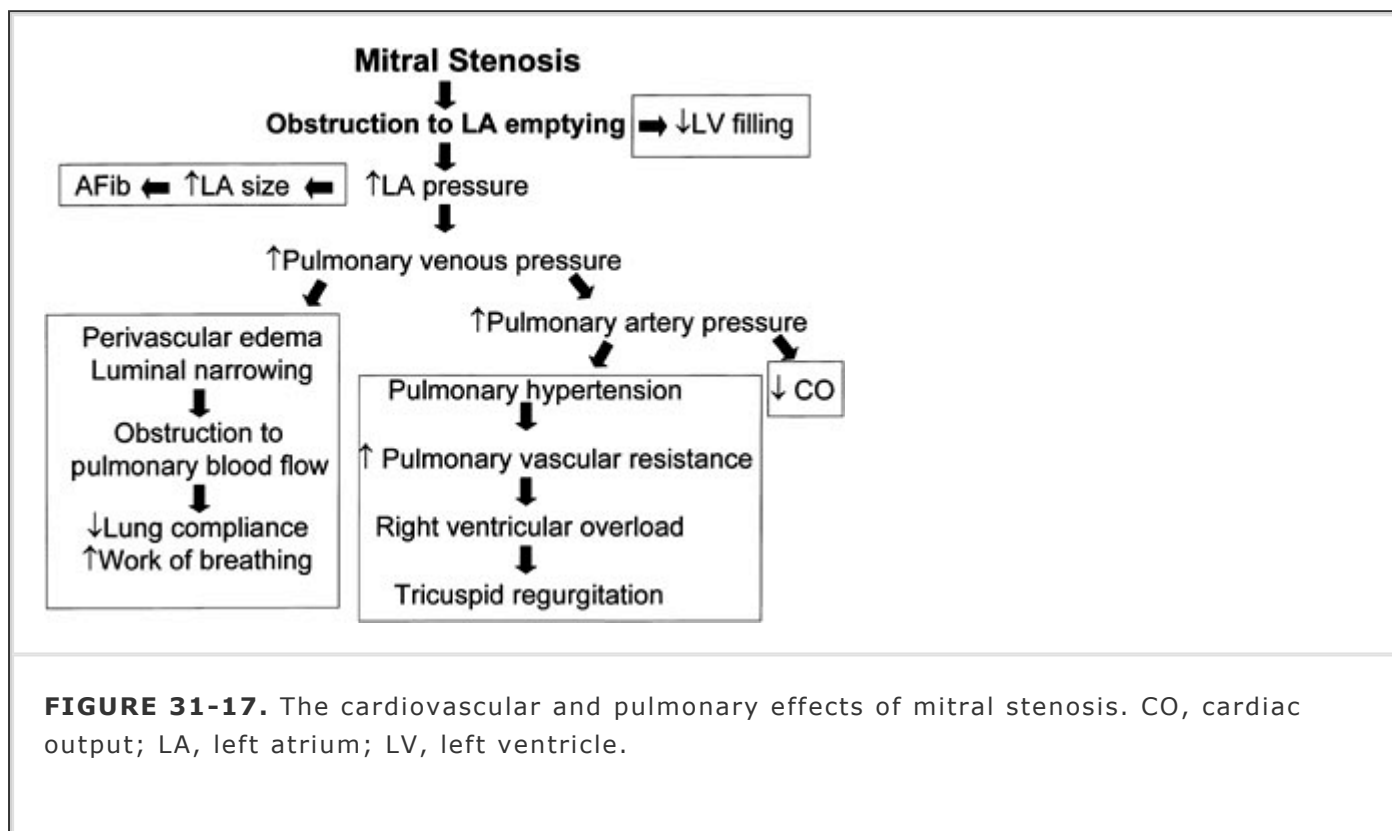 Mitral Stenosis
Obstruction to LA emptying → ↓LV filling
AFib ← ↑LA size ← ↑LA pressure
↑Pulmonary venous pressure
Perivascular edema
Luminal narrowing
Obstruction to
pulmonary blood flow
↓Lung compliance
↑Work of breathing
↑Pulmonary artery pressure
↓ CO
Pulmonary hypertension
↑ Pulmonary vascular resistance
Right ventricular overload
Tricuspid regurgitation
FIGURE 31-17. The cardiovascular and pulmonary effects of mitral stenosis. CO, cardiac
output; LA, left atrium; LV, left ventricle.